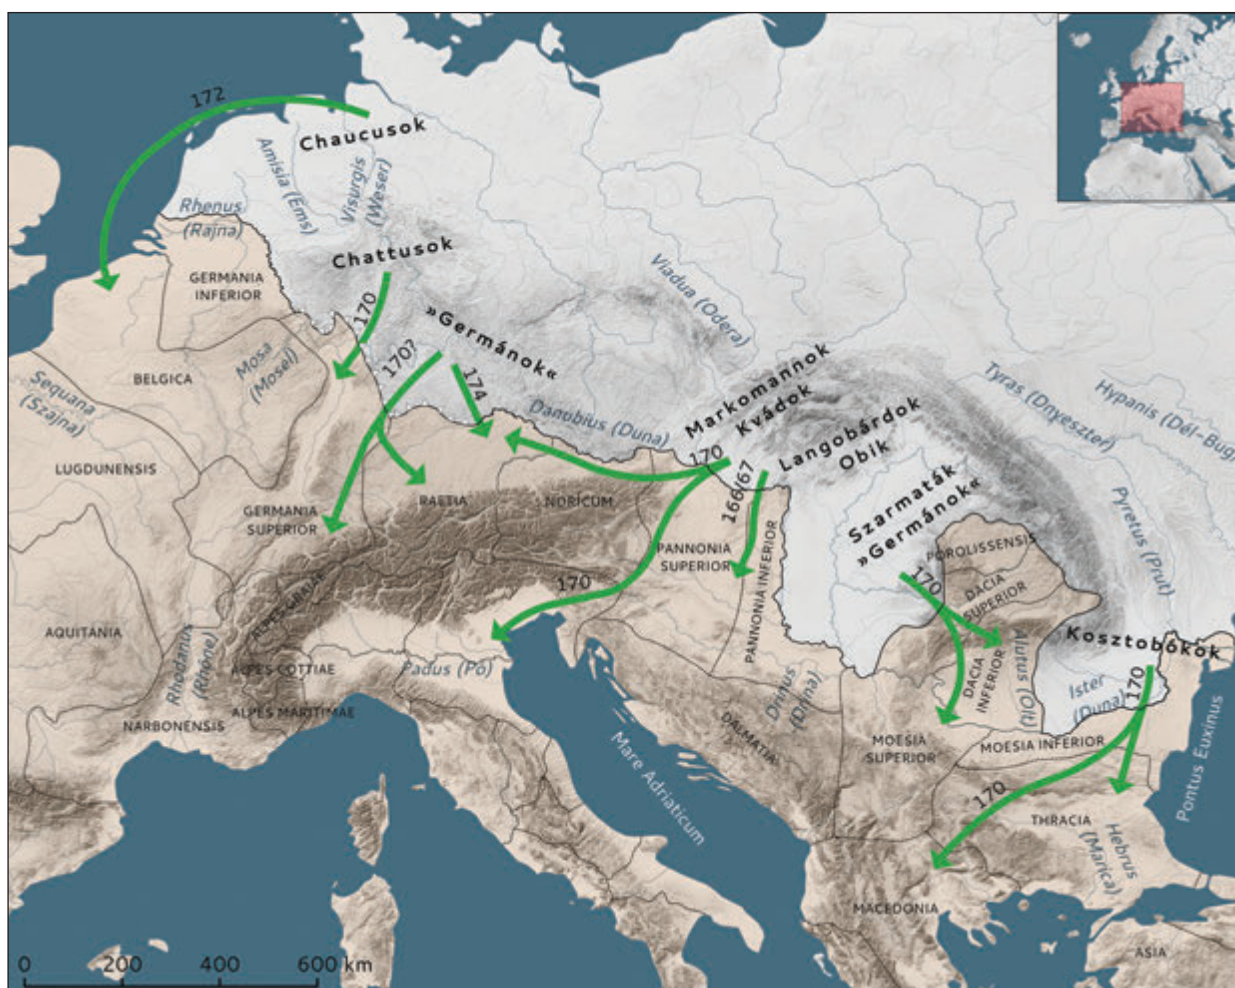 172
Chaucusok
Amisia (Ems)
Visurgis
(Weser)
Rhenus
(Rajna)
Chattusok
GERMANIA
INFERIOR
170
»Germánok«
170?
174
Viadua (Odera)
Mosa
(Mosel)
BELGICA
Sequana
(Szajna)
Danubius (Duna)
Markomannok
Kvádok
170
Langobárdok
Obik
166/67
Tyras (Dnyeszter)
Hypanis (Dél-Bug)
Pyretus (Prut)
LUGDUNENSIS
RAETIA
NORICUM
GERMANIA
SUPERIOR
Szarmaták
»Germánok«
POROLISSENSIS
PANNONIA
SUPERIOR
PANNONIA INFERIOR
170
170
DACIA
SUPERIOR
ALPES GRAIAE
AQUITANIA
Rhodanus
(Rhône)
ALPES COTTIAE
Padus (Pó)
ALPES MARITIMAE
NARBONENSIS
Kosztobókok
DACIA
INFERIOR
Alutus (Olt)
Ister
(Duna)
170
Drinus
(Drina)
DALMATIA
MOESIA
SUPERIOR
MOESIA INFERIOR
Mare Adriaticum
Pontus Euxinus
170
THRACIA
Hebrus
(Marica)
MACEDONIA
ASIA
0 200 400 600 km